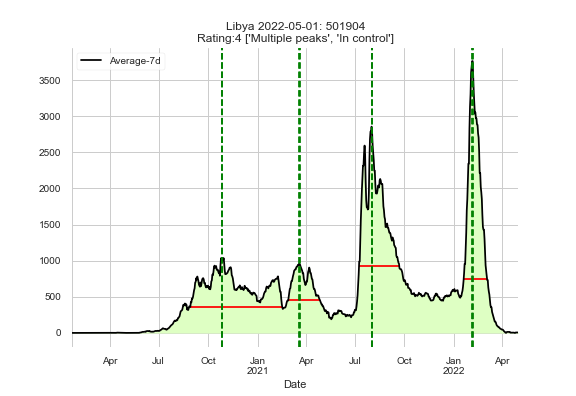 Libya 2022-05-01: 501904
Rating:4 ['Multiple peaks', 'In control']
Average-7d
3500
3000
2500
2000
1500
1000
500
0
Apr Jul Oct Jan Apr Jul Oct Jan Apr
2021 2022
Date